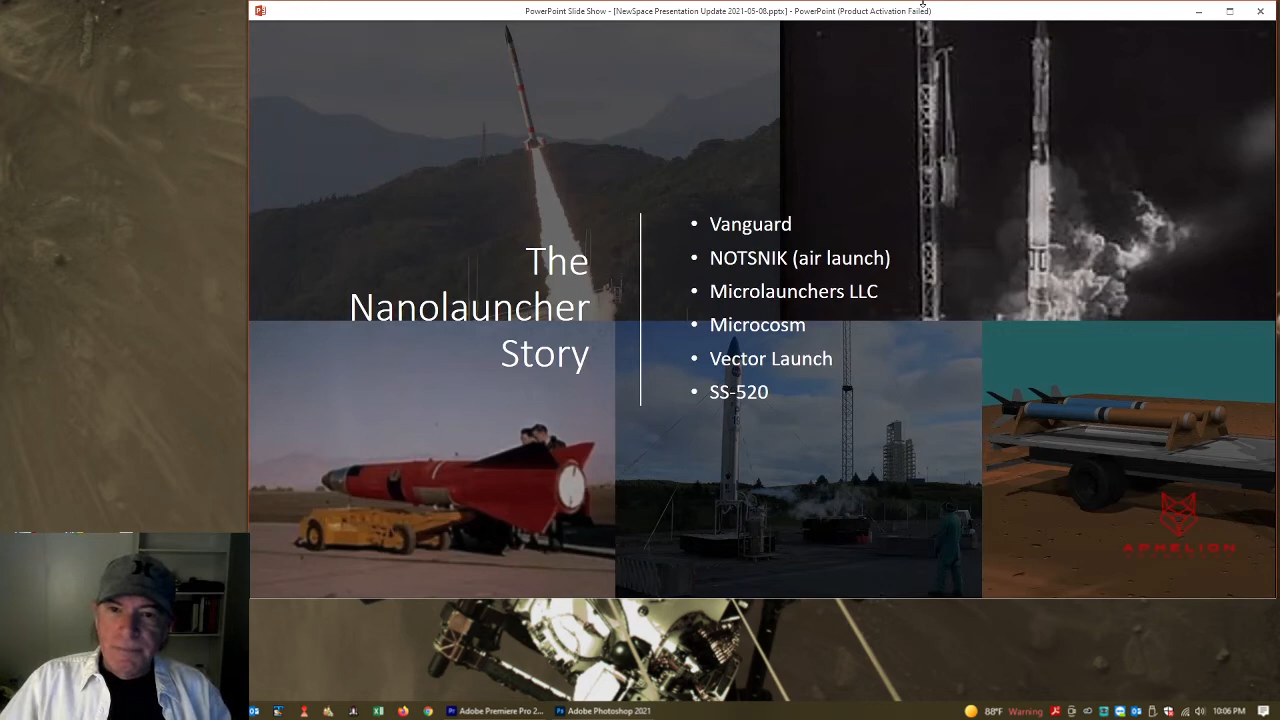 PowerPoint Slide Show - [NewSpace Presentation Update 2021-05-08.pptx] - PowerPoint (Product Activation Failed)
The
Nanolauncher
Story
• Vanguard
• NOTSNIK (air launch)
• Microlaunchers LLC
• Microcosm
• Vector Launch
• SS-520
APHELION
Adobe Premiere Pro 2...
Adobe Photoshop 2021
88°F Warning
10:06 PM